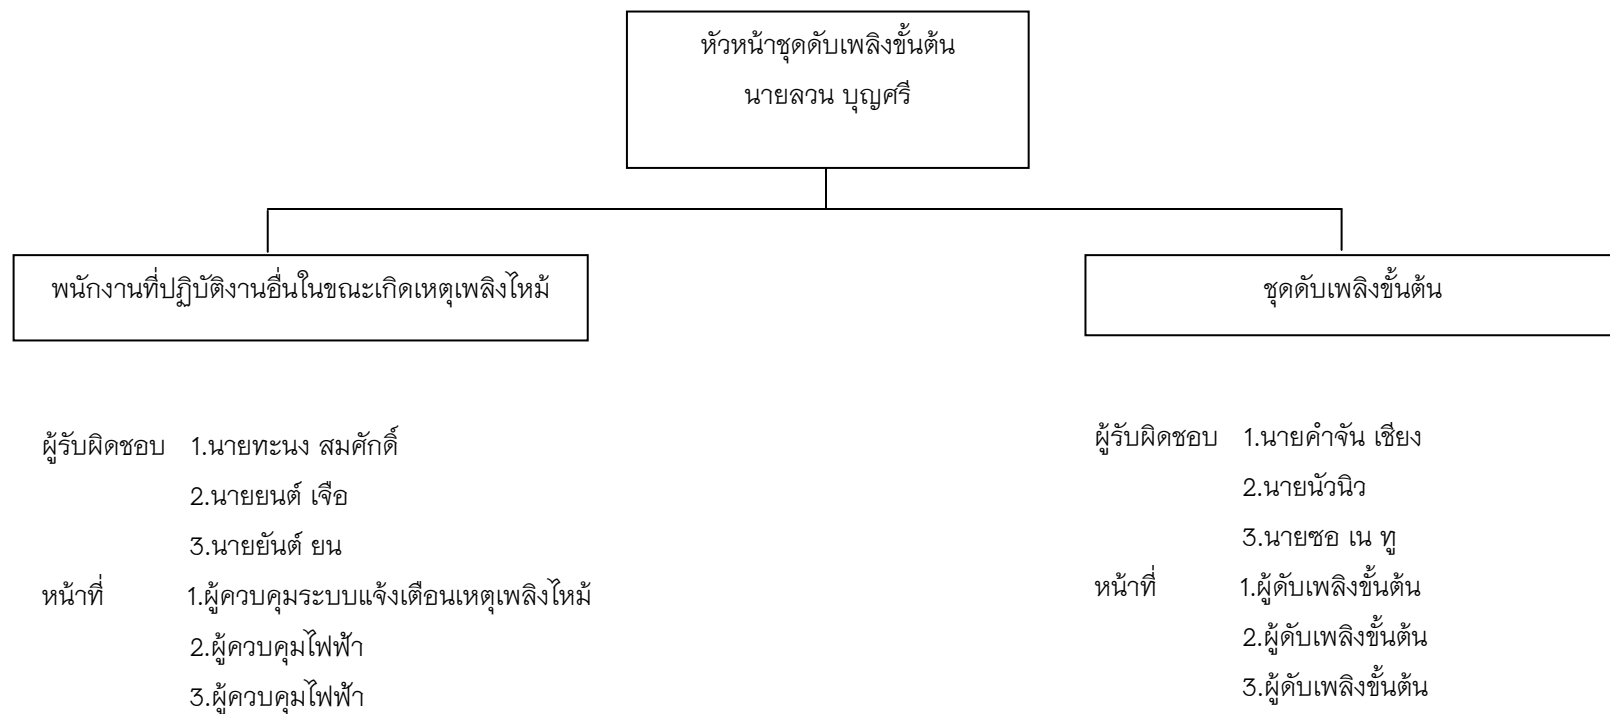 หัวหน้าชุดดับเพลิงขั้นต้น
นายลวน บุญศรี
พนักงานที่ปฏิบัติงานอื่นในขณะเกิดเหตุเพลิงไหม้
ผู้รับผิดชอบ 1.นายทะนง สมศักดิ์
2.นายยนต์ เจือ
3.นายยันต์ ยน
หน้าที่ 1.ผู้ควบคุมระบบแจ้งเตือนเหตุเพลิงไหม้
2.ผู้ควบคุมไฟฟ้า
3.ผู้ควบคุมไฟฟ้า
ชุดดับเพลิงขั้นต้น
ผู้รับผิดชอบ 1.นายคำจัน เชียง
2.นายนัวนิว
3.นายซอ เน ทู
หน้าที่ 1.ผู้ดับเพลิงขั้นต้น
2.ผู้ดับเพลิงขั้นต้น
3.ผู้ดับเพลิงขั้นต้น